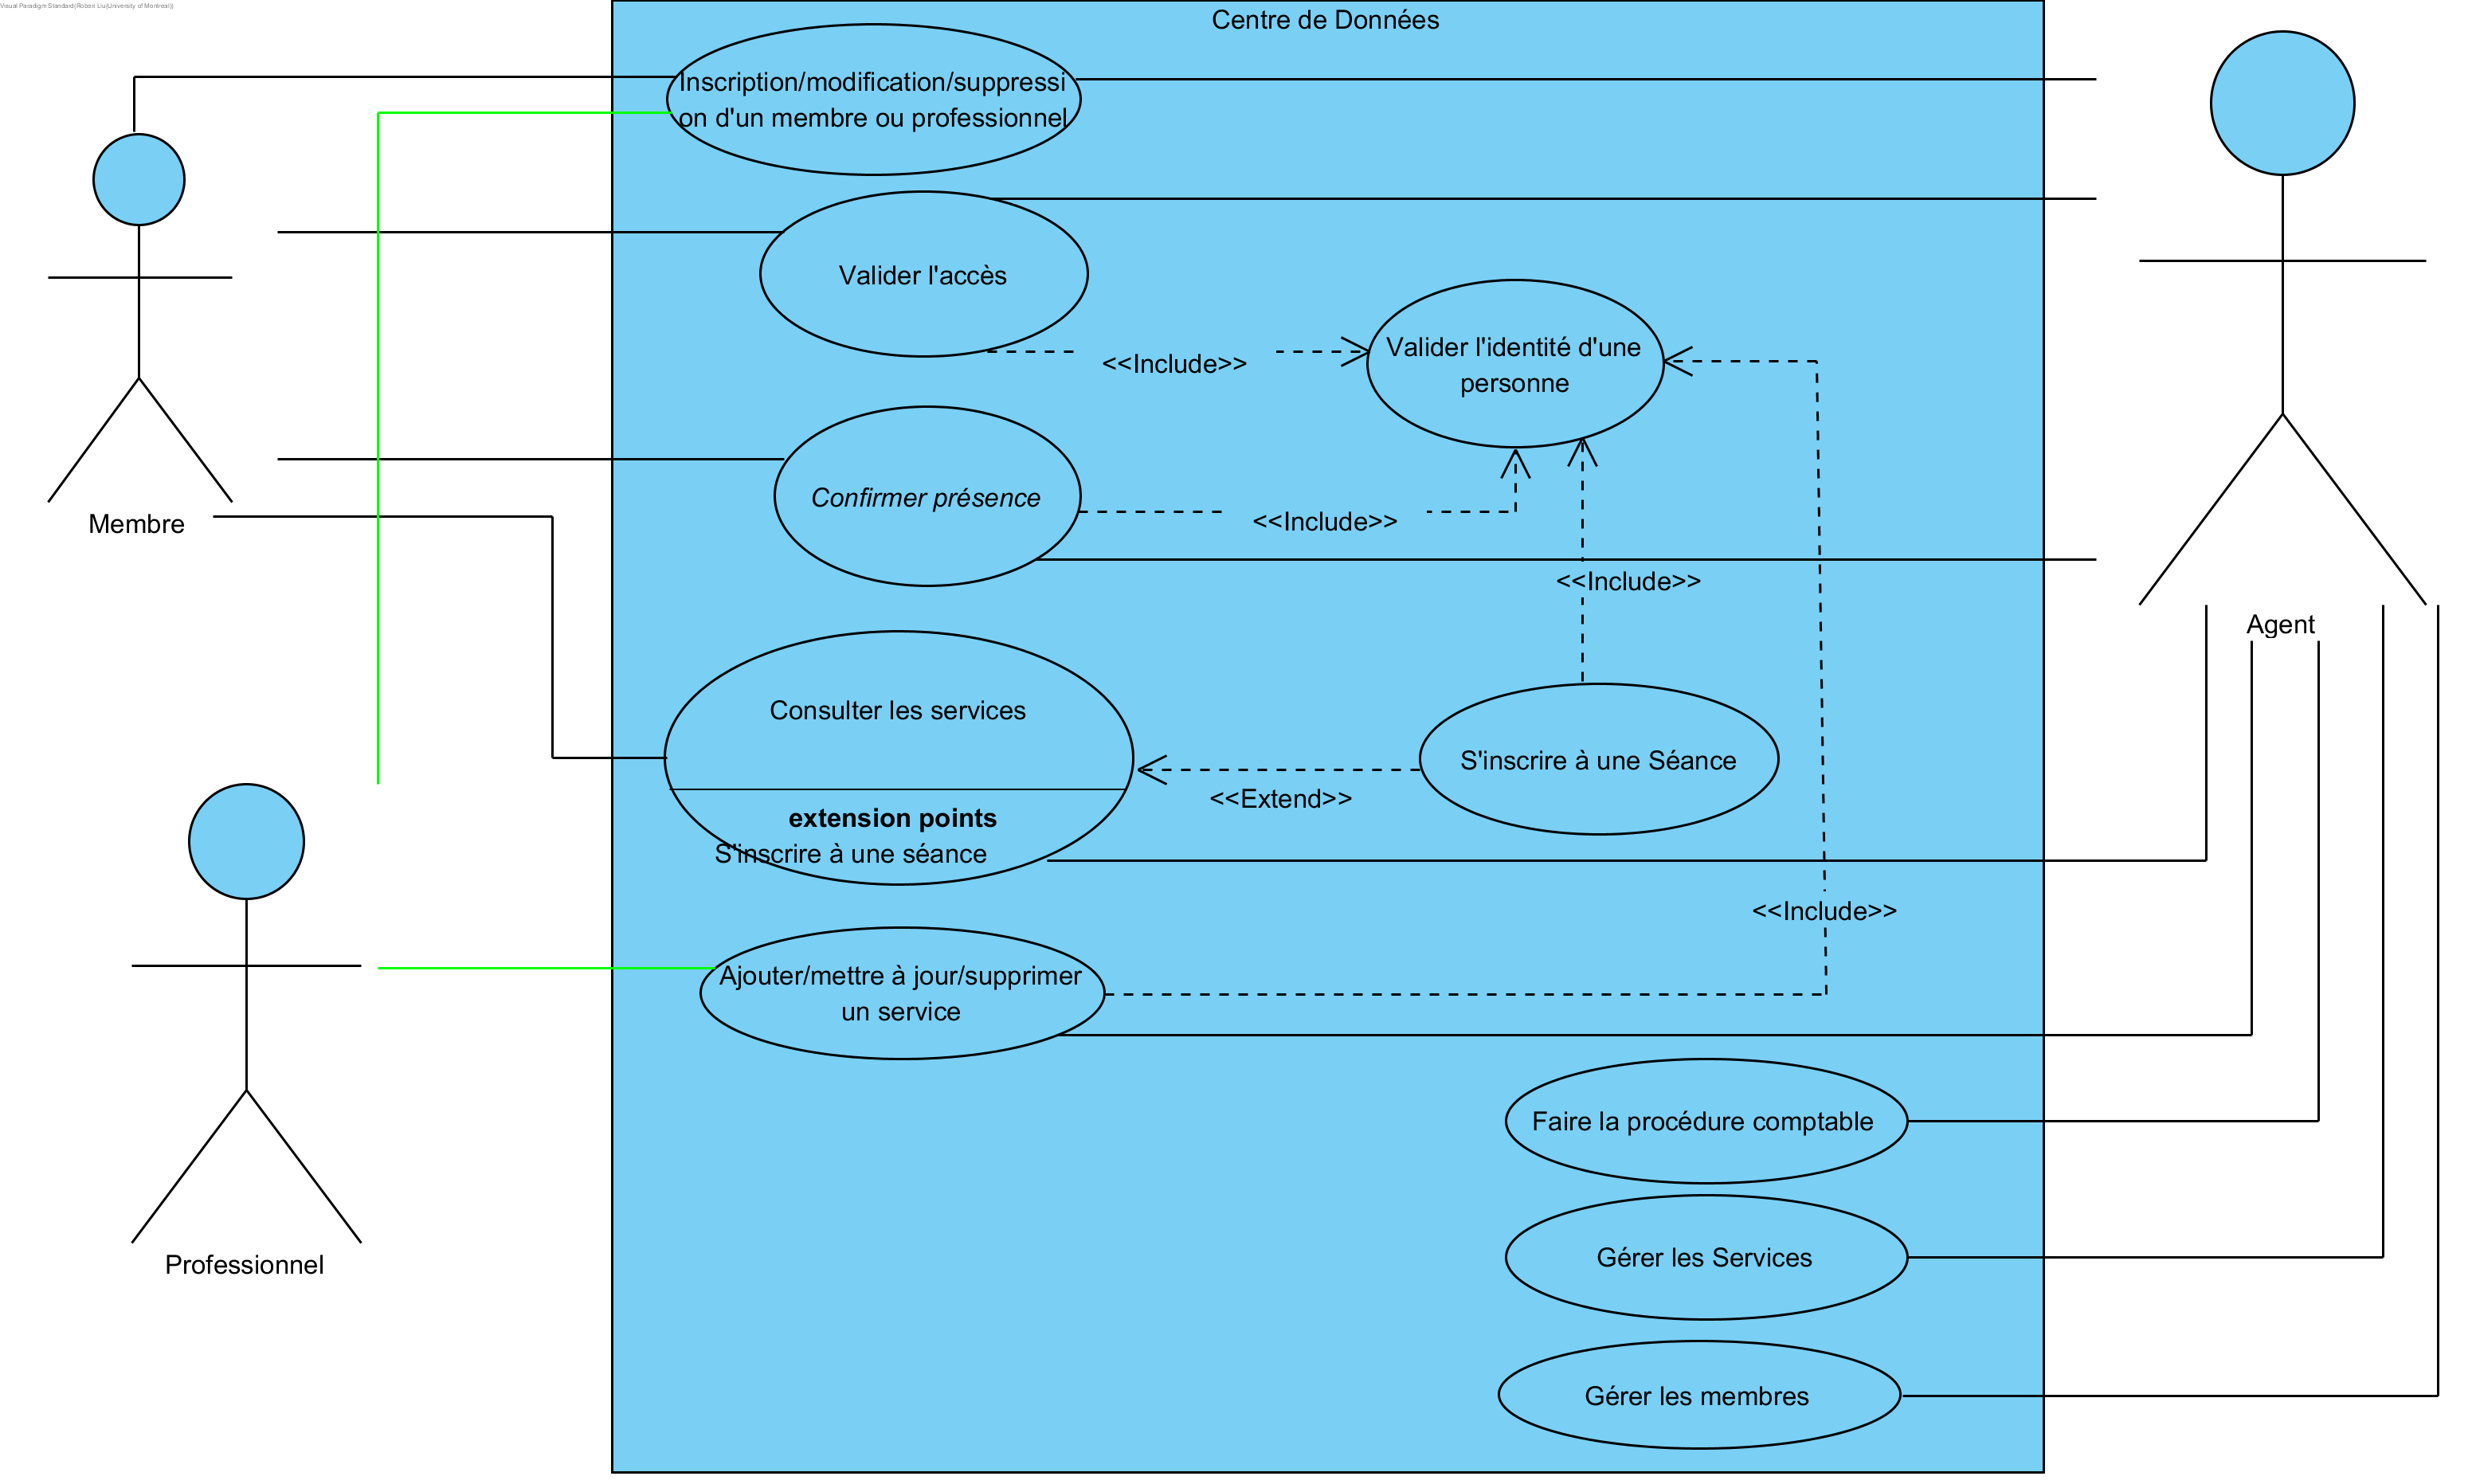 Visual Paradigm Standard(Robert Liu(University of Montreal))
Centre de Données
Inscription/modification/suppressi
on d'un membre ou professionnel
Valider l'accès
Valider l'identité d'une
personne
<<Include>>
Confirmer présence
<<Include>>
Membre
<<Include>>
Agent
Consulter les services
S'inscrire à une Séance
<<Extend>>
extension points
S'inscrire à une séance
<<Include>>
Ajouter/mettre à jour/supprimer
un service
Faire la procédure comptable
Professionnel
Gérer les Services
Gérer les membres